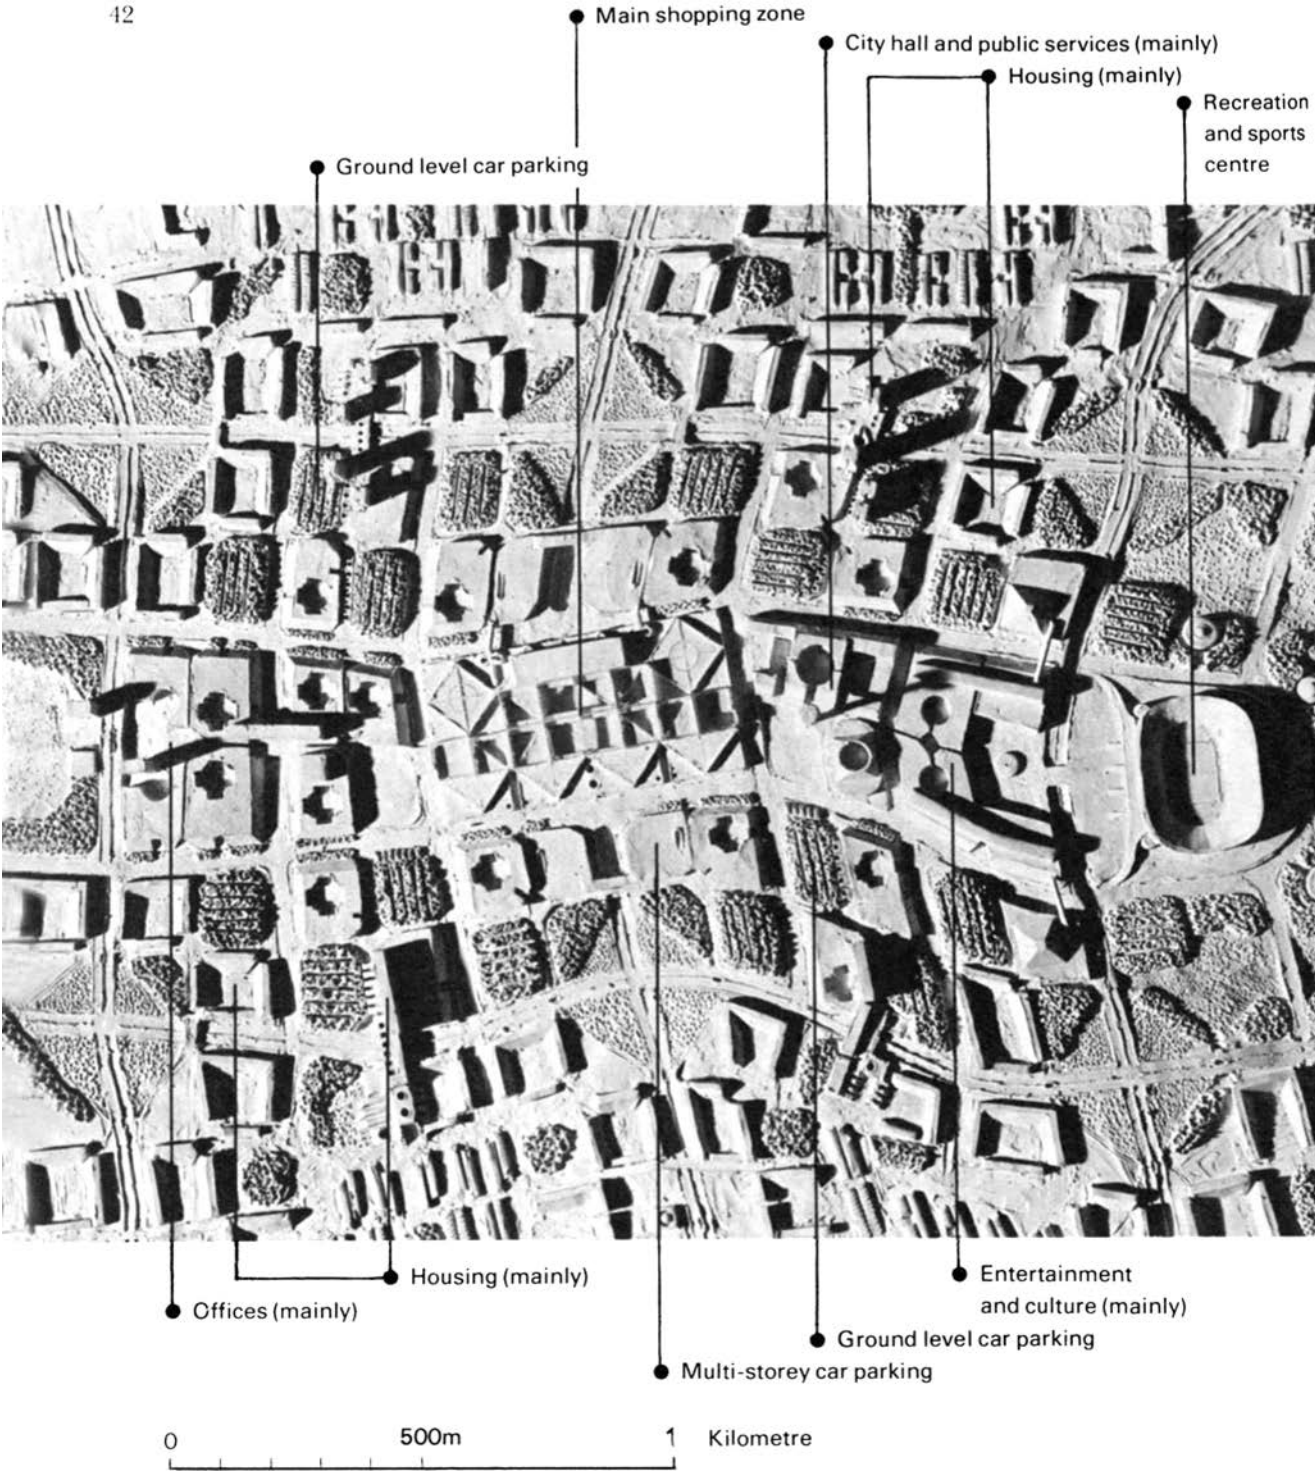 42
Main shopping zone
City hall and public services (mainly)
Housing (mainly)
Recreation
and sports
centre
Ground level car parking
Housing (mainly)
Offices (mainly)
Entertainment
and culture (mainly)
Ground level car parking
Multi-storey car parking
0 500m 1 Kilometre